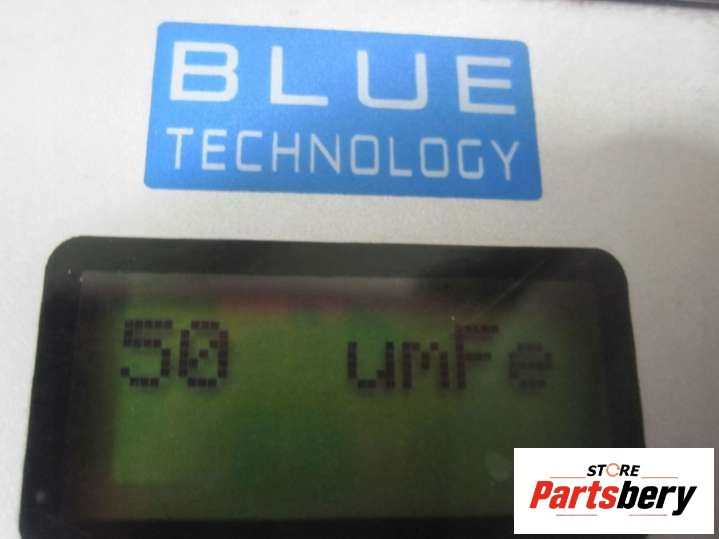 BLUE
TECHNOLOGY
50 umFe
STORE
Partsbery